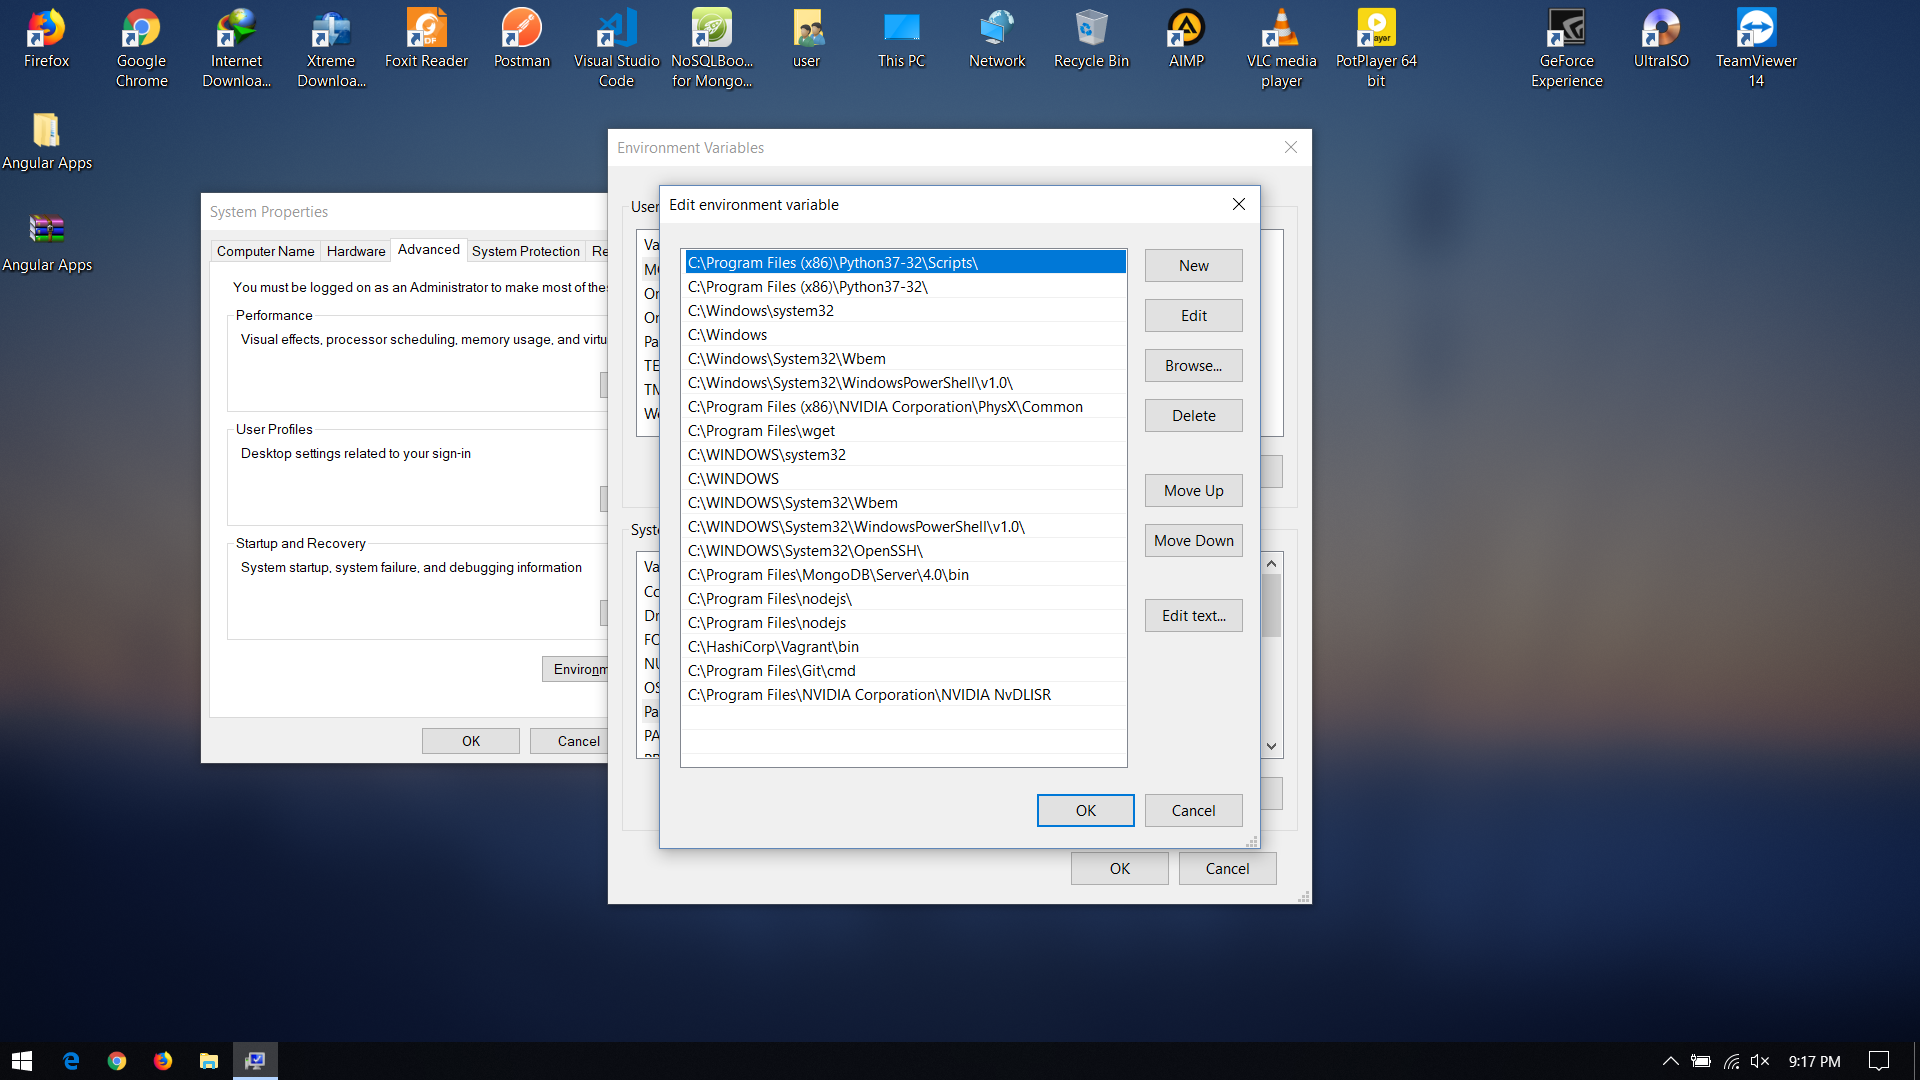 Firefox
Google
Chrome
Internet
Downloa...
Xtreme
Downloa...
Foxit Reader
Postman
Visual Studio
Code
NoSQLBoo...
for Mongo...
user
This PC
Network
Recycle Bin
AIMP
VLC media
player
PotPlayer 64
bit
GeForce
Experience
UltraISO
TeamViewer
14
Angular Apps
Angular Apps
System Properties
Computer Name
Hardware
Advanced
System Protection
Re
You must be logged on as an Administrator to make most of the
Performance
Visual effects, processor scheduling, memory usage, and virtu
User Profiles
Desktop settings related to your sign-in
Startup and Recovery
System startup, system failure, and debugging information
Environm
OK
Cancel
Environment Variables
User
Va
Or
Or
Pa
TE
Syste
Va
Co
Dr
FO
OS
Pa
PA
OK
Cancel
Edit environment variable
C:\Program Files (x86)\Python37-32\Scripts\
C:\Program Files (x86)\Python37-32\
C:\Windows\system32
C:\Windows
C:\Windows\System32\Wbem
C:\Windows\System32\WindowsPowerShell\v1.0\
C:\Program Files (x86)\NVIDIA Corporation\PhysX\Common
C:\Program Files\wget
C:\WINDOWS\system32
C:\WINDOWS
C:\WINDOWS\System32\Wbem
C:\WINDOWS\System32\WindowsPowerShell\v1.0\
C:\WINDOWS\System32\OpenSSH\
C:\Program Files\MongoDB\Server\4.0\bin
C:\Program Files\nodejs\
C:\Program Files\nodejs
C:\HashiCorp\Vagrant\bin
C:\Program Files\Git\cmd
C:\Program Files\NVIDIA Corporation\NVIDIA NvDLISR
New
Edit
Browse...
Delete
Move Up
Move Down
Edit text...
OK
Cancel
9:17 PM